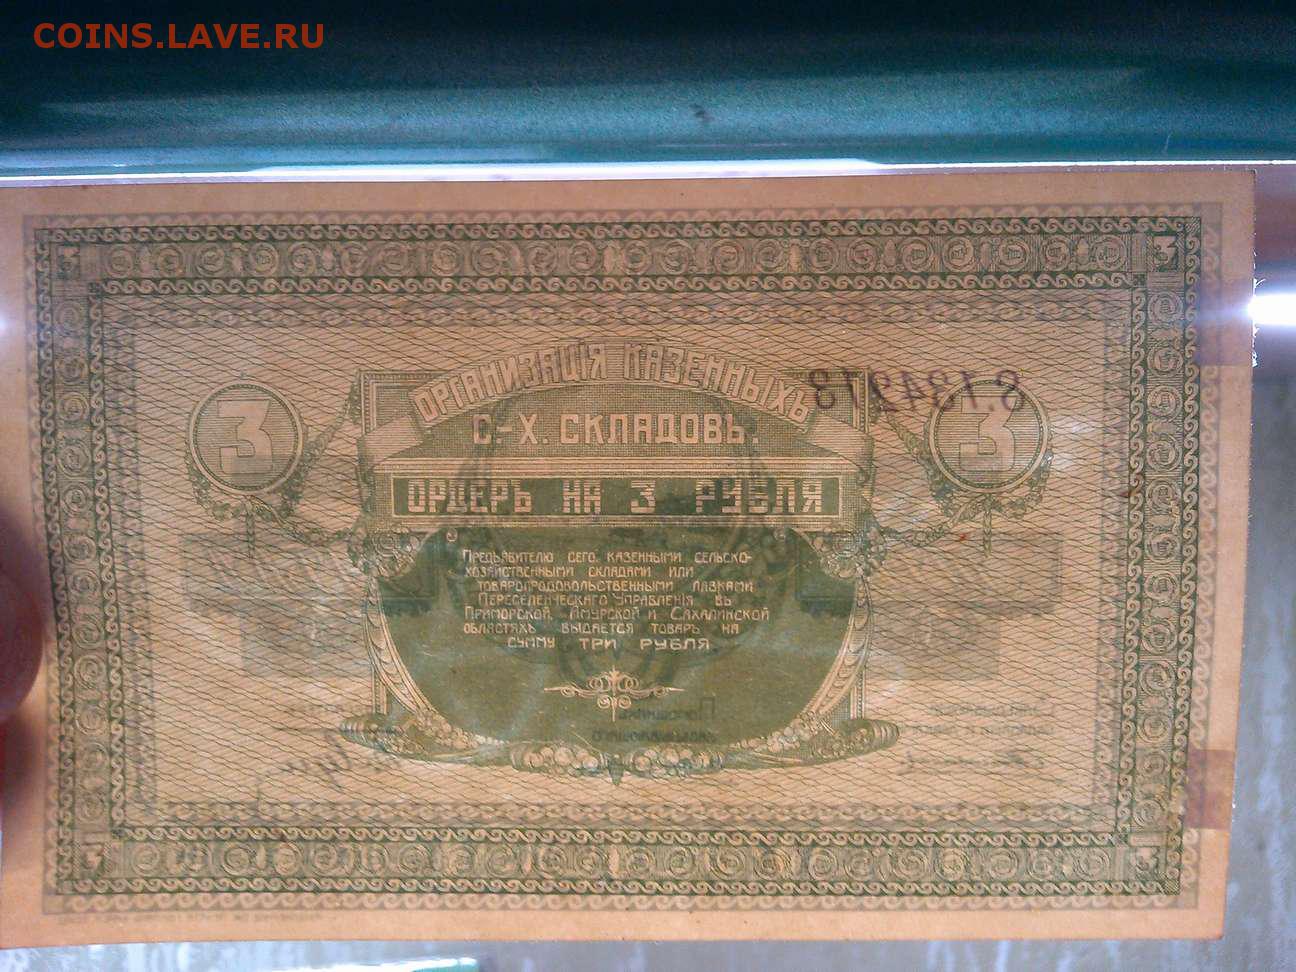 COINS.LAVE.RU
3
3
ОРГАНИЗАЦІЯ КАЗЕННЫХЪ
С.-Х. СКЛАДОВЪ.
3
3
S.134973
ОРДЕРЪ НА 3 РУБЛЯ
ПРЕДЪЯВИТЕЛЮ СЕГО КАЗЕННЫМИ СЕЛЬСКО-
ХОЗЯЙСТВЕННЫМИ СКЛАДАМИ ИЛИ
ТОВАРОПРОДОВОЛЬСТВЕННЫМИ ЛАВКАМИ
ПЕРЕСЕЛЕНЧЕСКАГО УПРАВЛЕНІЯ ВЪ
ПРИМОРСКОЙ, АМУРСКОЙ И САХАЛИНСКОЙ
ОБЛАСТЯХЪ ВЫДАЕТСЯ ТОВАРЪ НА
СУММУ ТРИ РУБЛЯ.
3
3